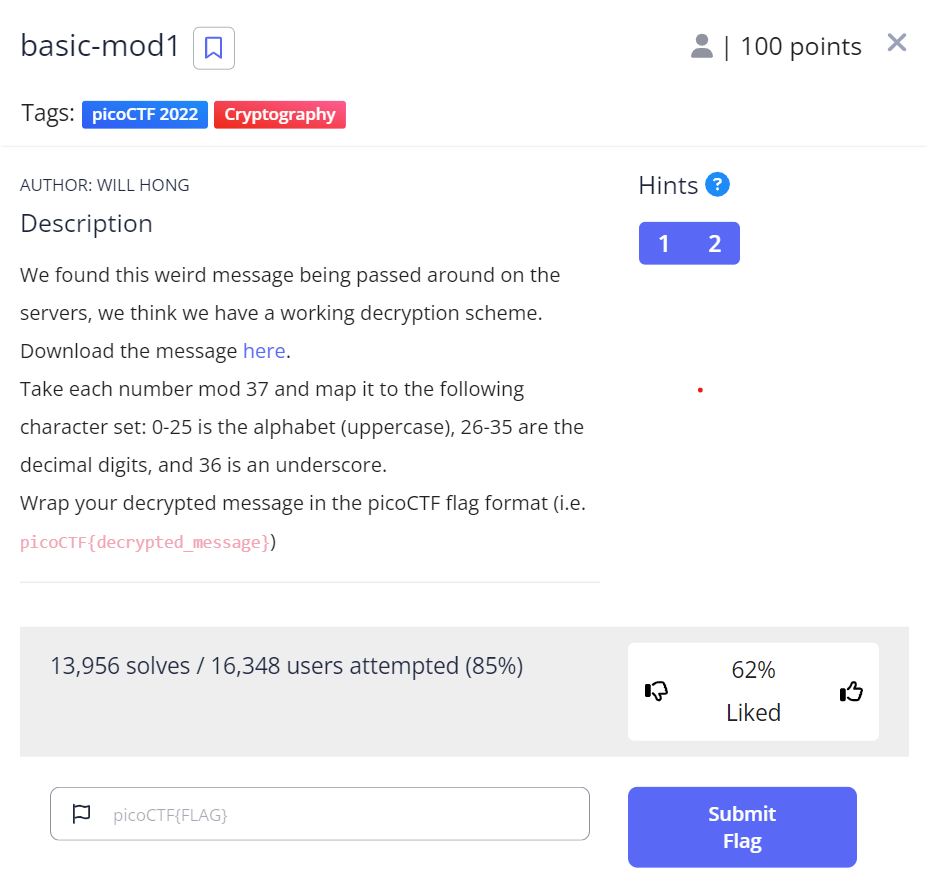 basic-mod1
| 100 points
Tags: picoCTF 2022 Cryptography
AUTHOR: WILL HONG
Hints ?
1 2
Description
We found this weird message being passed around on the
servers, we think we have a working decryption scheme.
Download the message here.
Take each number mod 37 and map it to the following
character set: 0-25 is the alphabet (uppercase), 26-35 are the
decimal digits, and 36 is an underscore.
Wrap your decrypted message in the picoCTF flag format (i.e.
picoCTF{decrypted_message})
13,956 solves / 16,348 users attempted (85%)
62%
Liked
picoCTF{FLAG}
Submit
Flag